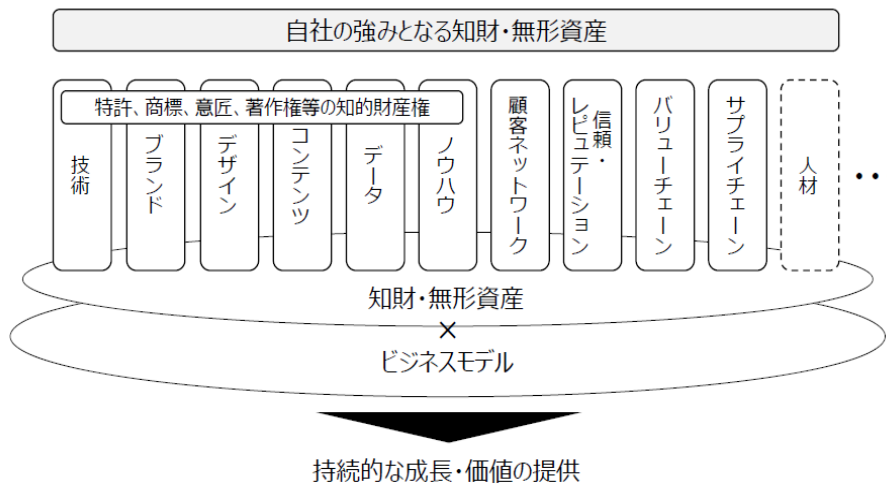 自社の強みとなる知財・無形資産
特許、商標、意匠、著作権等の知的財産権
技術
ブランド
デザイン
コンテンツ
データ
ノウハウ
顧客ネットワーク
信頼・
レピュテーション
バリューチェーン
サプライチェーン
人材
・・
知財・無形資産
×
ビジネスモデル
持続的な成長・価値の提供